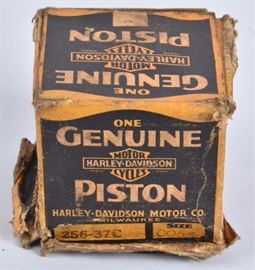 PISTON
HARLEY-DAVIDSON
MOTOR
CYCLES
GENUINE
ONE
ONE
GENUINE
MOTOR
HARLEY-DAVIDSON
CYCLES
PISTON
HARLEY-DAVIDSON MOTOR CO.
MILWAUKEE
256-37C
SIZE